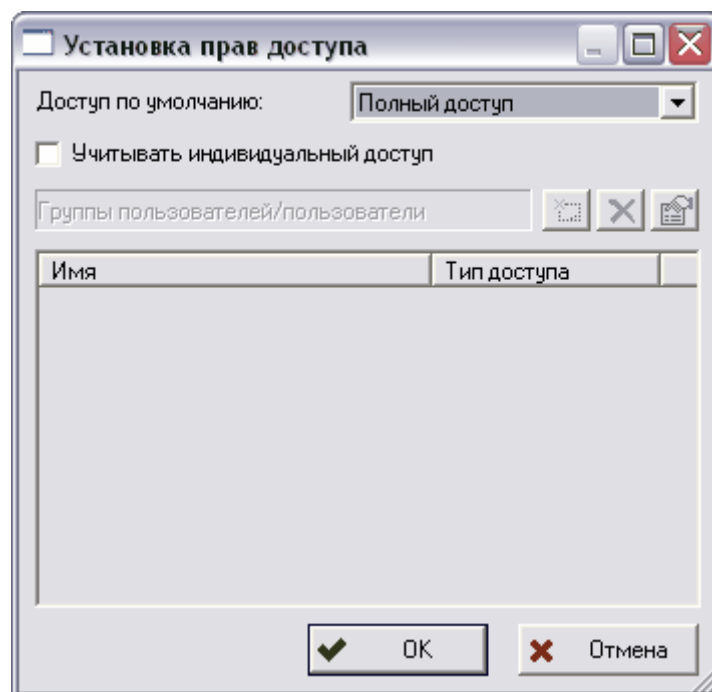 Установка прав доступа
Доступ по умолчанию: Полный доступ
Учитывать индивидуальный доступ
Группы пользователей/пользователи
Имя Тип доступа
OK Отмена